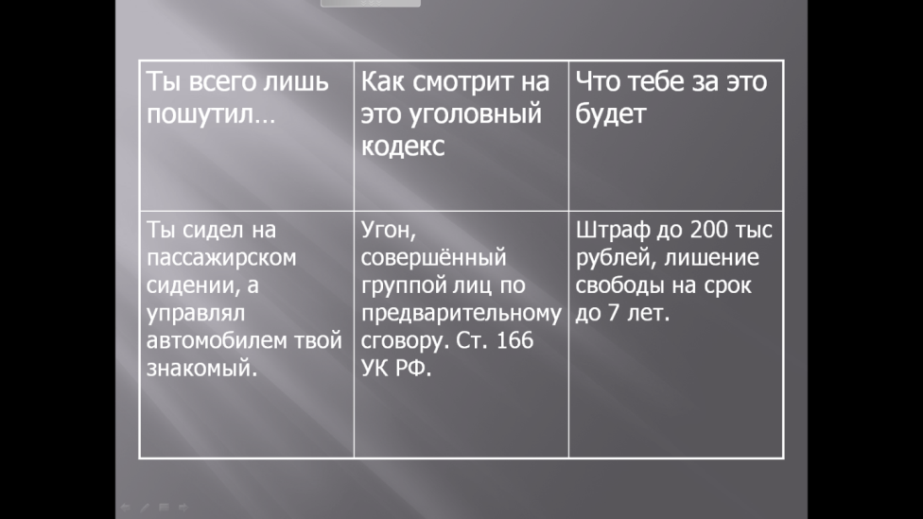 Ты всего лишь
пошутил...
Как смотрит на
это уголовный
кодекс
Что тебе за это
будет
Ты сидел на
пассажирском
сидении, а
управлял
автомобилем твой
знакомый.
Угон,
совершённый
группой лиц по
предварительному
сговору. Ст. 166
УК РФ.
Штраф до 200 тыс
рублей, лишение
свободы на срок
до 7 лет.